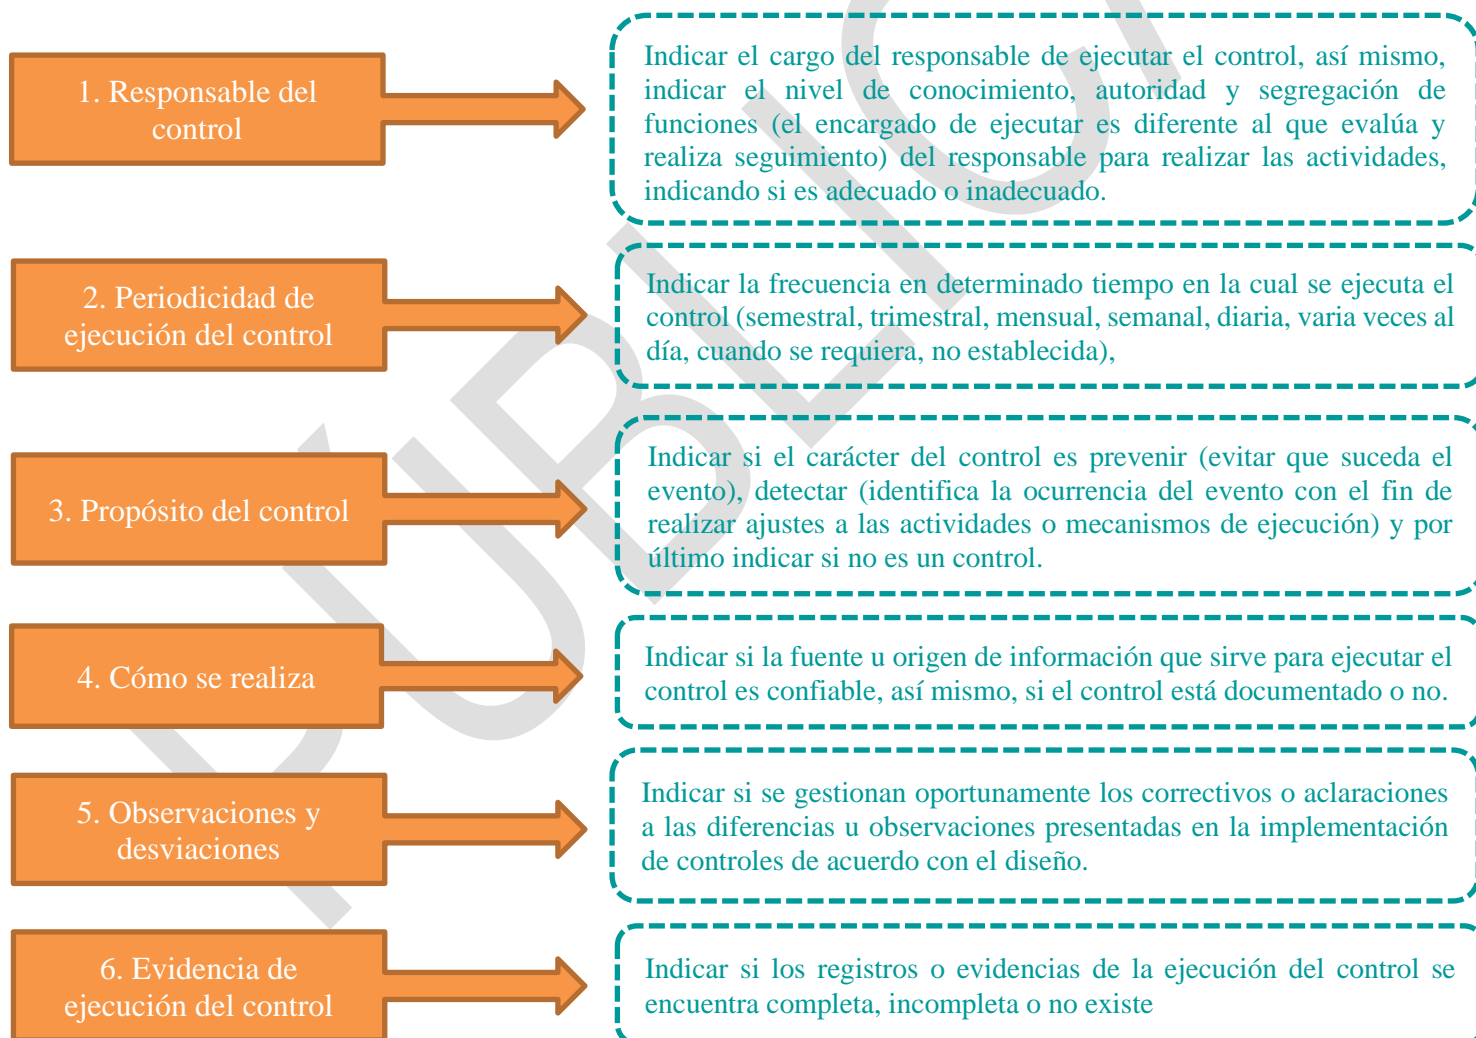 1. Responsable del
control
Indicar el cargo del responsable de ejecutar el control, así mismo,
indicar el nivel de conocimiento, autoridad y segregación de
funciones (el encargado de ejecutar es diferente al que evalúa y
realiza seguimiento) del responsable para realizar las actividades,
indicando si es adecuado o inadecuado.
2. Periodicidad de
ejecución del control
Indicar la frecuencia en determinado tiempo en la cual se ejecuta el
control (semestral, trimestral, mensual, semanal, diaria, varia veces al
día, cuando se requiera, no establecida),
3. Propósito del control
Indicar si el carácter del control es prevenir (evitar que suceda el
evento), detectar (identifica la ocurrencia del evento con el fin de
realizar ajustes a las actividades o mecanismos de ejecución) y por
último indicar si no es un control.
4. Cómo se realiza
Indicar si la fuente u origen de información que sirve para ejecutar el
control es confiable, así mismo, si el control está documentado o no.
5. Observaciones y
desviaciones
Indicar si se gestionan oportunamente los correctivos o aclaraciones
a las diferencias u observaciones presentadas en la implementación
de controles de acuerdo con el diseño.
6. Evidencia de
ejecución del control
Indicar si los registros o evidencias de la ejecución del control se
encuentra completa, incompleta o no existe
PÚBLICA